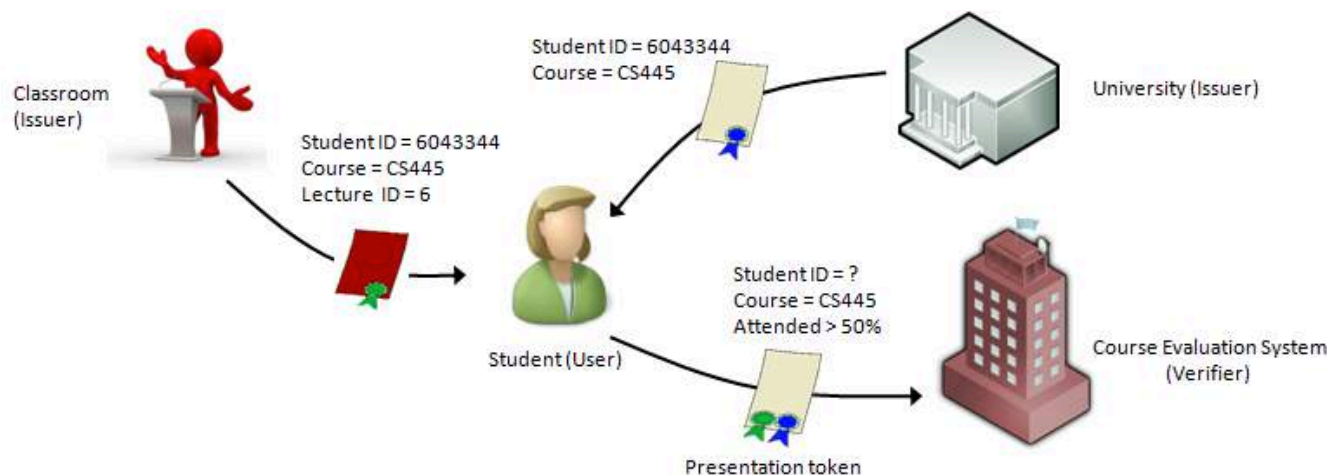 Classroom
(Issuer)
Student ID = 6043344
Course = CS445
Lecture ID = 6
Student ID = 6043344
Course = CS445
University (Issuer)
Student (User)
Student ID = ?
Course = CS445
Attended > 50%
Course Evaluation System
(Verifier)
Presentation token